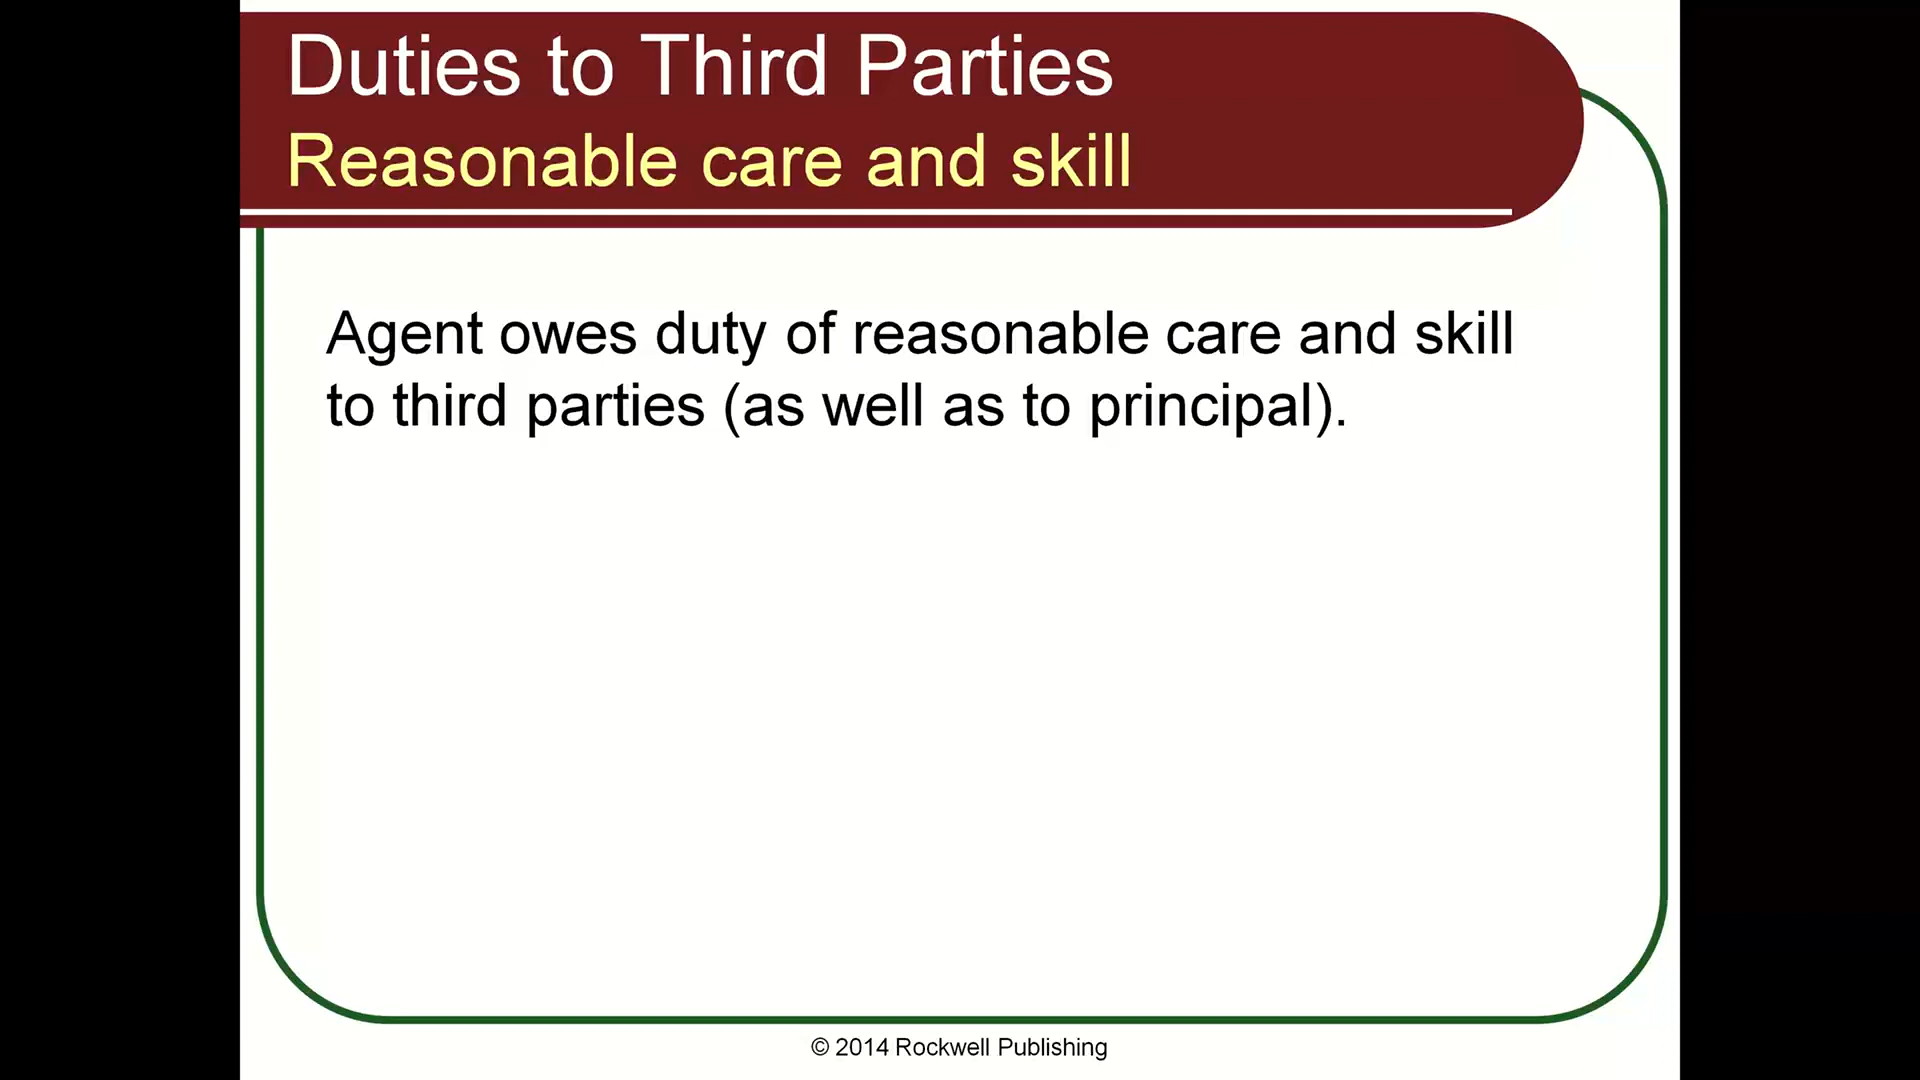 Duties to Third Parties
Reasonable care and skill
Agent owes duty of reasonable care and skill
to third parties (as well as to principal).
© 2014 Rockwell Publishing